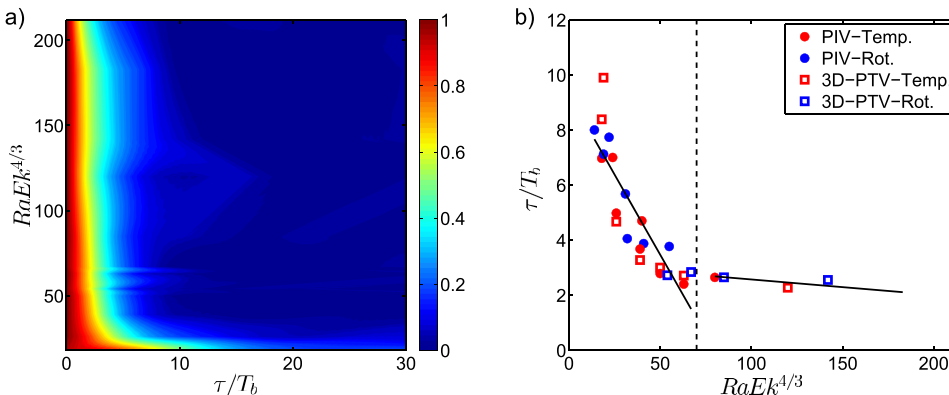 a)
200
150
100
50
RaEk^{4/3}
0 10 20 30
τ/T_b
1
0.8
0.6
0.4
0.2
0
b)
12
10
8
6
4
2
0
τ/T_b
0 50 100 150 200
RaEk^{4/3}
PIV−Temp.
PIV−Rot.
3D−PTV−Temp
3D−PTV−Rot.